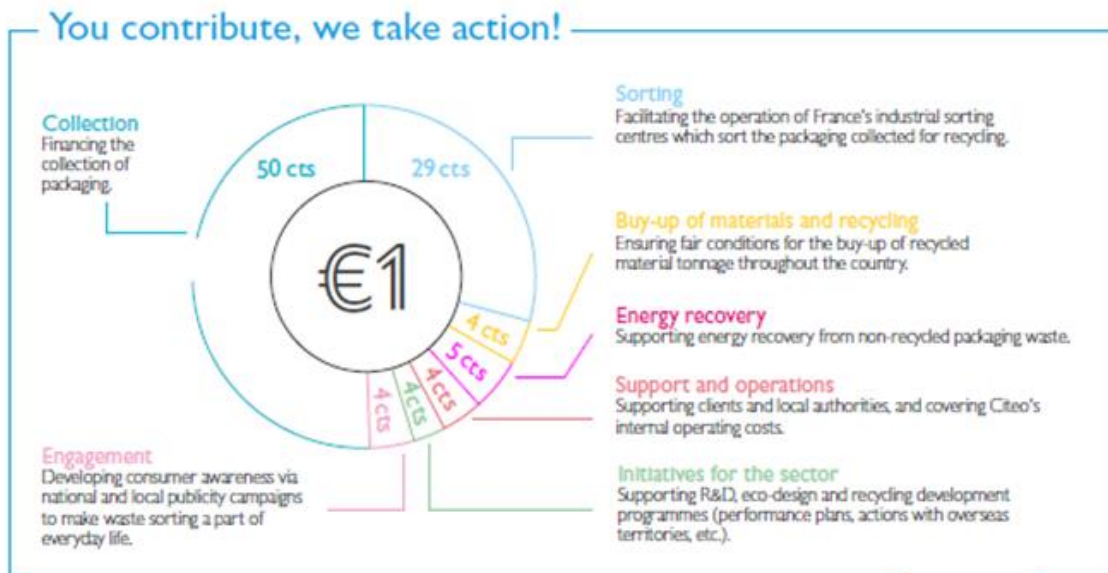 You contribute, we take action!
Collection
Financing the
collection of
packaging.
50 cts
29 cts
€1
4 cts
5 cts
4 cts
4 cts
4 cts
Sorting
Facilitating the operation of France's industrial sorting
centres which sort the packaging collected for recycling.
Buy-up of materials and recycling
Ensuring fair conditions for the buy-up of recycled
material tonnage throughout the country.
Energy recovery
Supporting energy recovery from non-recycled packaging waste.
Support and operations
Supporting clients and local authorities, and covering Citeo's
internal operating costs.
Initiatives for the sector
Supporting R&D, eco-design and recycling development
programmes (performance plans, actions with overseas
territories, etc.).
Engagement
Developing consumer awareness via
national and local publicity campaigns
to make waste sorting a part of
everyday life.